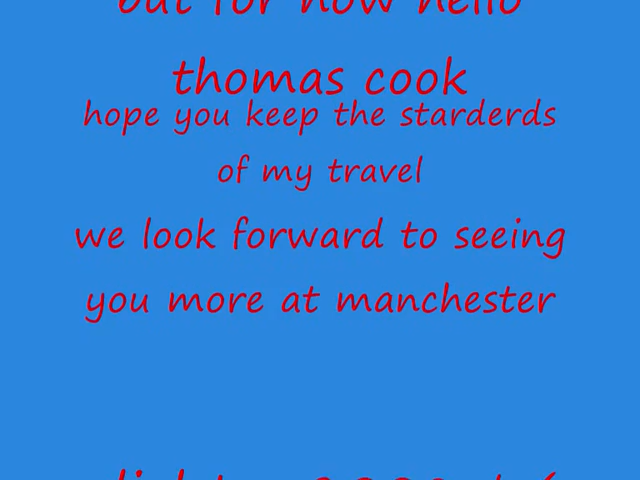 but for now hello
thomas cook
hope you keep the starderds
of my travel
we look forward to seeing
you more at manchester